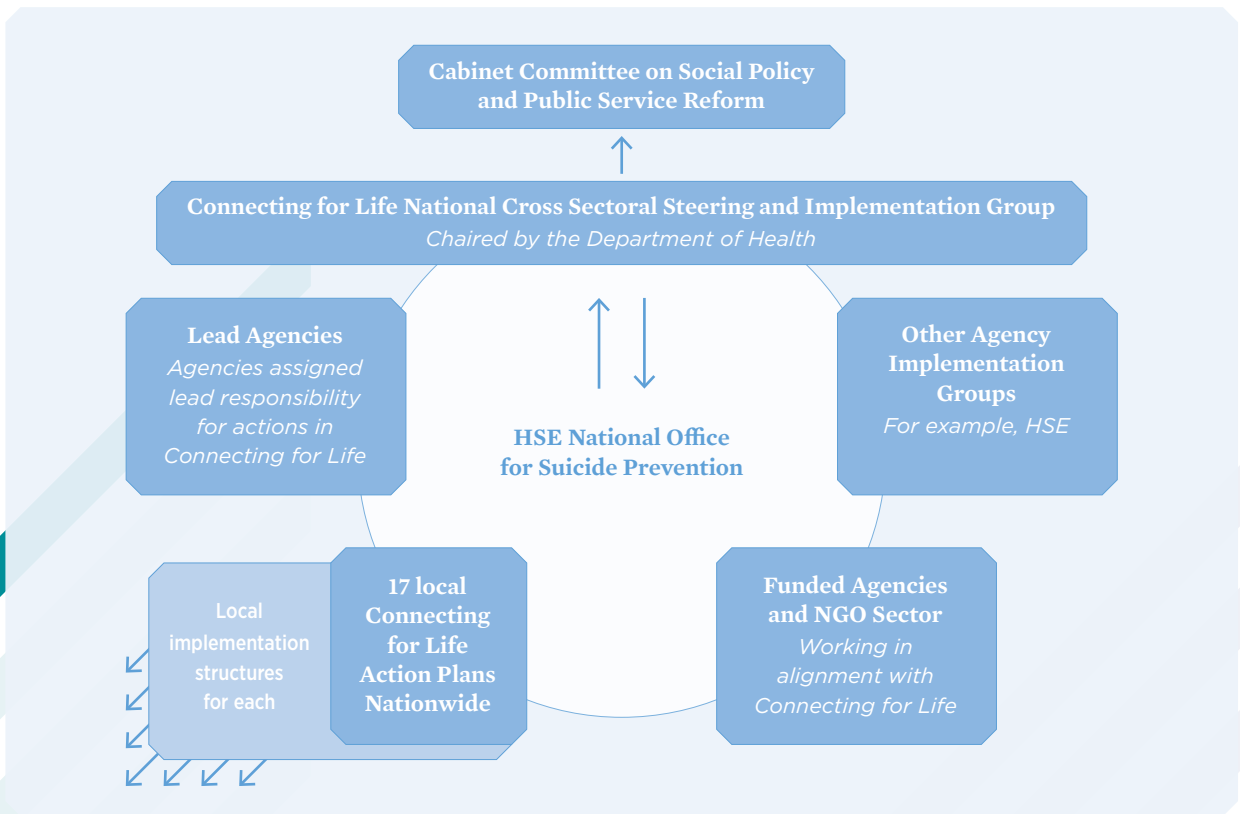 Cabinet Committee on Social Policy
and Public Service Reform
Connecting for Life National Cross Sectoral Steering and Implementation Group
Chaired by the Department of Health
Lead Agencies
Agencies assigned
lead responsibility
for actions in
Connecting for Life
Other Agency
Implementation
Groups
For example, HSE
HSE National Office
for Suicide Prevention
Local
implementation
structures
for each
17 local
Connecting
for Life
Action Plans
Nationwide
Funded Agencies
and NGO Sector
Working in
alignment with
Connecting for Life